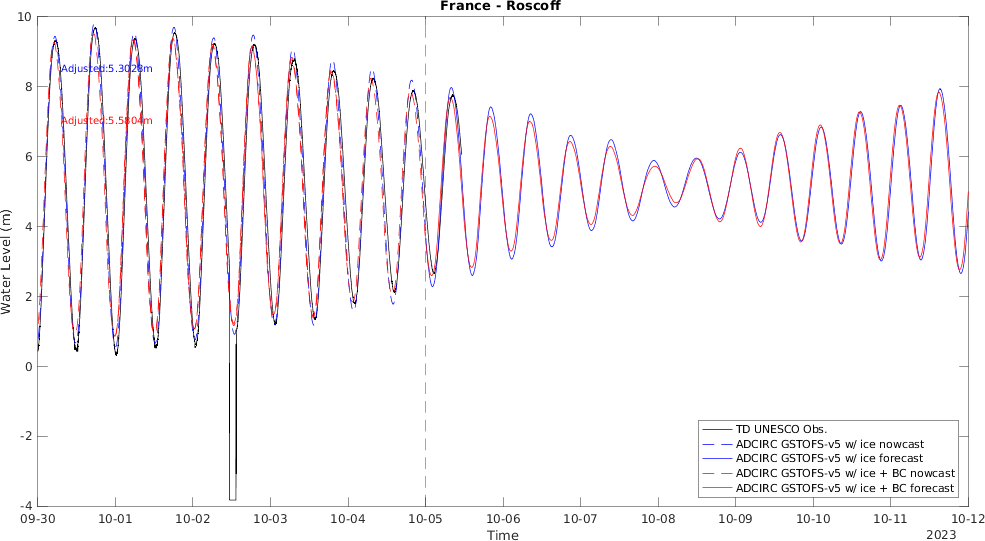 France - Roscoff
10
8
6
4
2
0
-2
-4
Water Level (m)
Adjusted:5.3028m
Adjusted:5.5804m
TD UNESCO Obs.
ADCIRC GSTOFS-v5 w/ ice nowcast
ADCIRC GSTOFS-v5 w/ ice forecast
ADCIRC GSTOFS-v5 w/ ice + BC nowcast
ADCIRC GSTOFS-v5 w/ ice + BC forecast
09-30 10-01 10-02 10-03 10-04 10-05 10-06 10-07 10-08 10-09 10-10 10-11 10-12
Time
2023